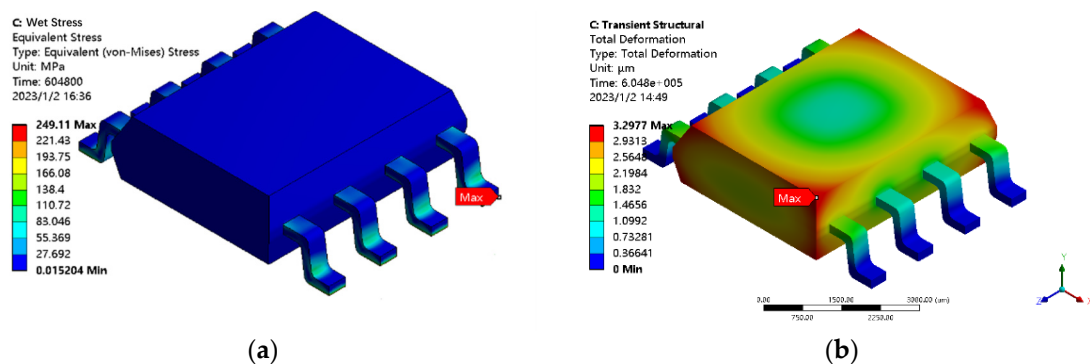 C: Wet Stress
Equivalent Stress
Type: Equivalent (von-Mises) Stress
Unit: MPa
Time: 604800
2023/1/2 16:36
249.11 Max
221.43
193.75
166.08
138.4
110.72
83.046
55.369
27.692
0.015204 Min
Max
(a)
C: Transient Structural
Total Deformation
Type: Total Deformation
Unit: μm
Time: 6.048e+005
2023/1/2 14:49
3.2977 Max
2.9313
2.5648
2.1984
1.832
1.4656
1.0992
0.73281
0.36641
0 Min
Max
0.00 1500.00 3000.00 (um)
750.00 2250.00
Y
Z
(b)